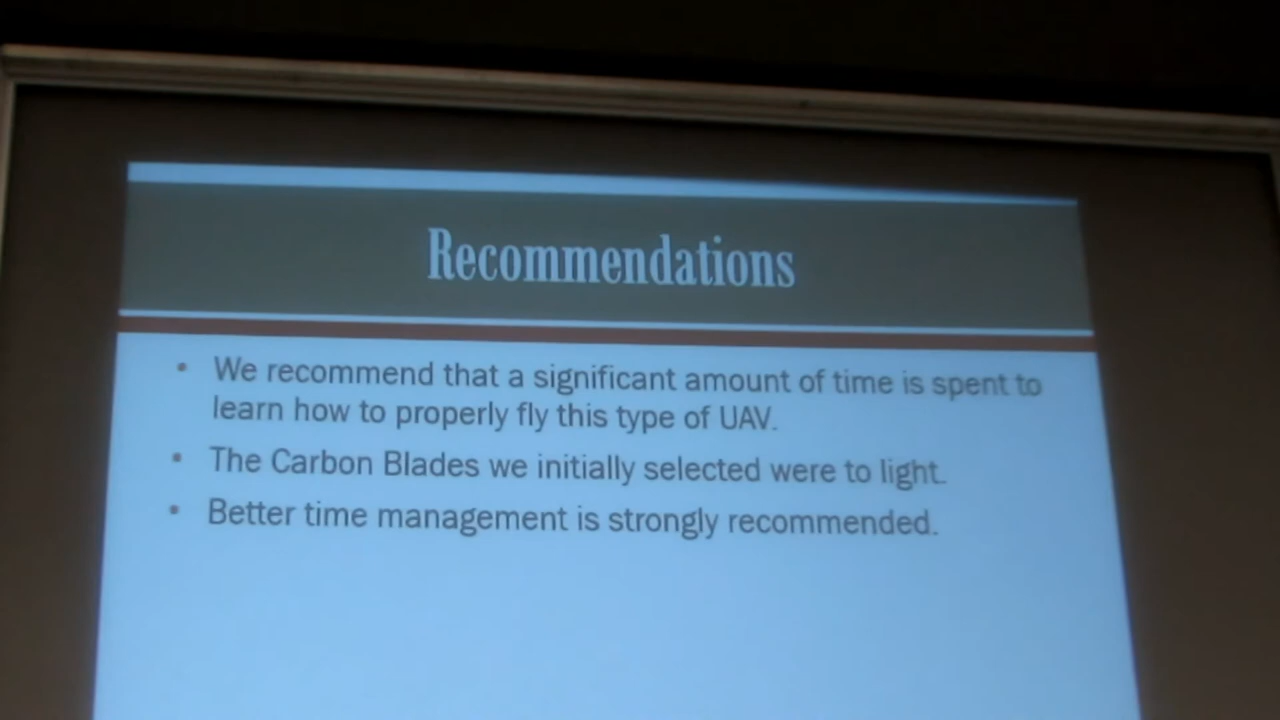 Recommendations
• We recommend that a significant amount of time is spent to
learn how to properly fly this type of UAV.
• The Carbon Blades we initially selected were to light.
• Better time management is strongly recommended.